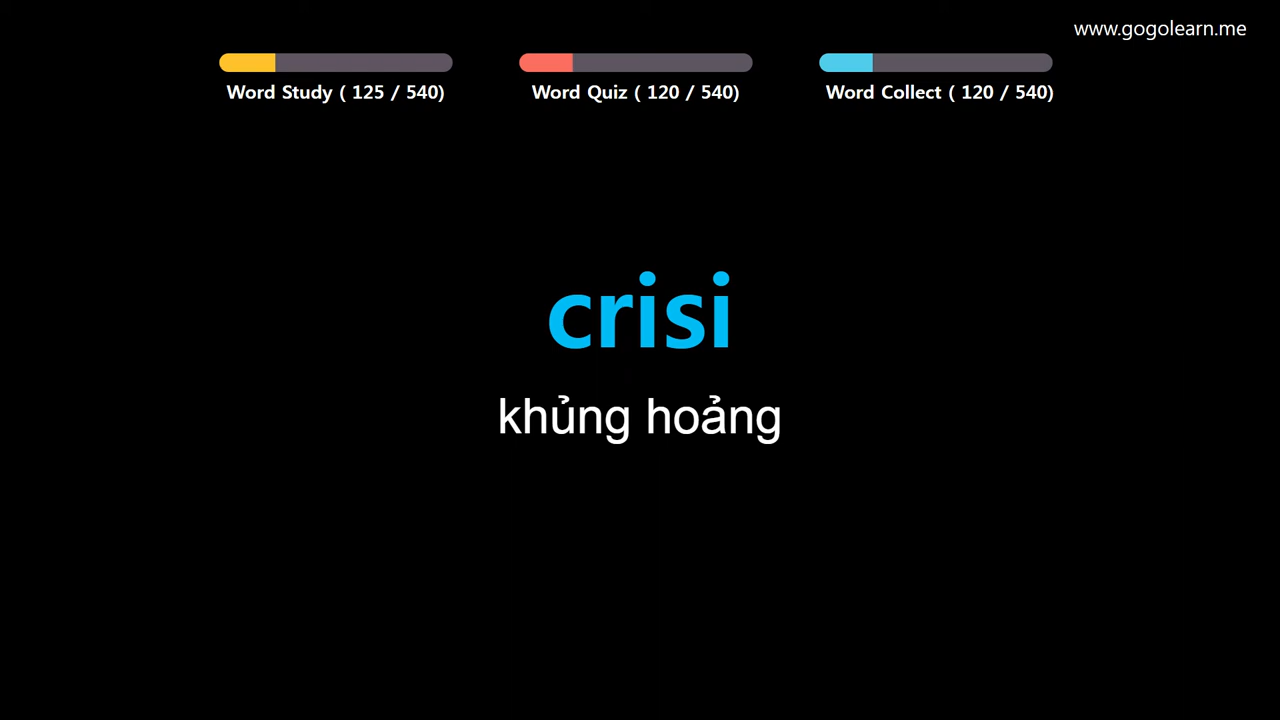 www.gogolearn.me
Word Study ( 125 / 540)
Word Quiz ( 120 / 540)
Word Collect ( 120 / 540)
crisi
khủng hoảng